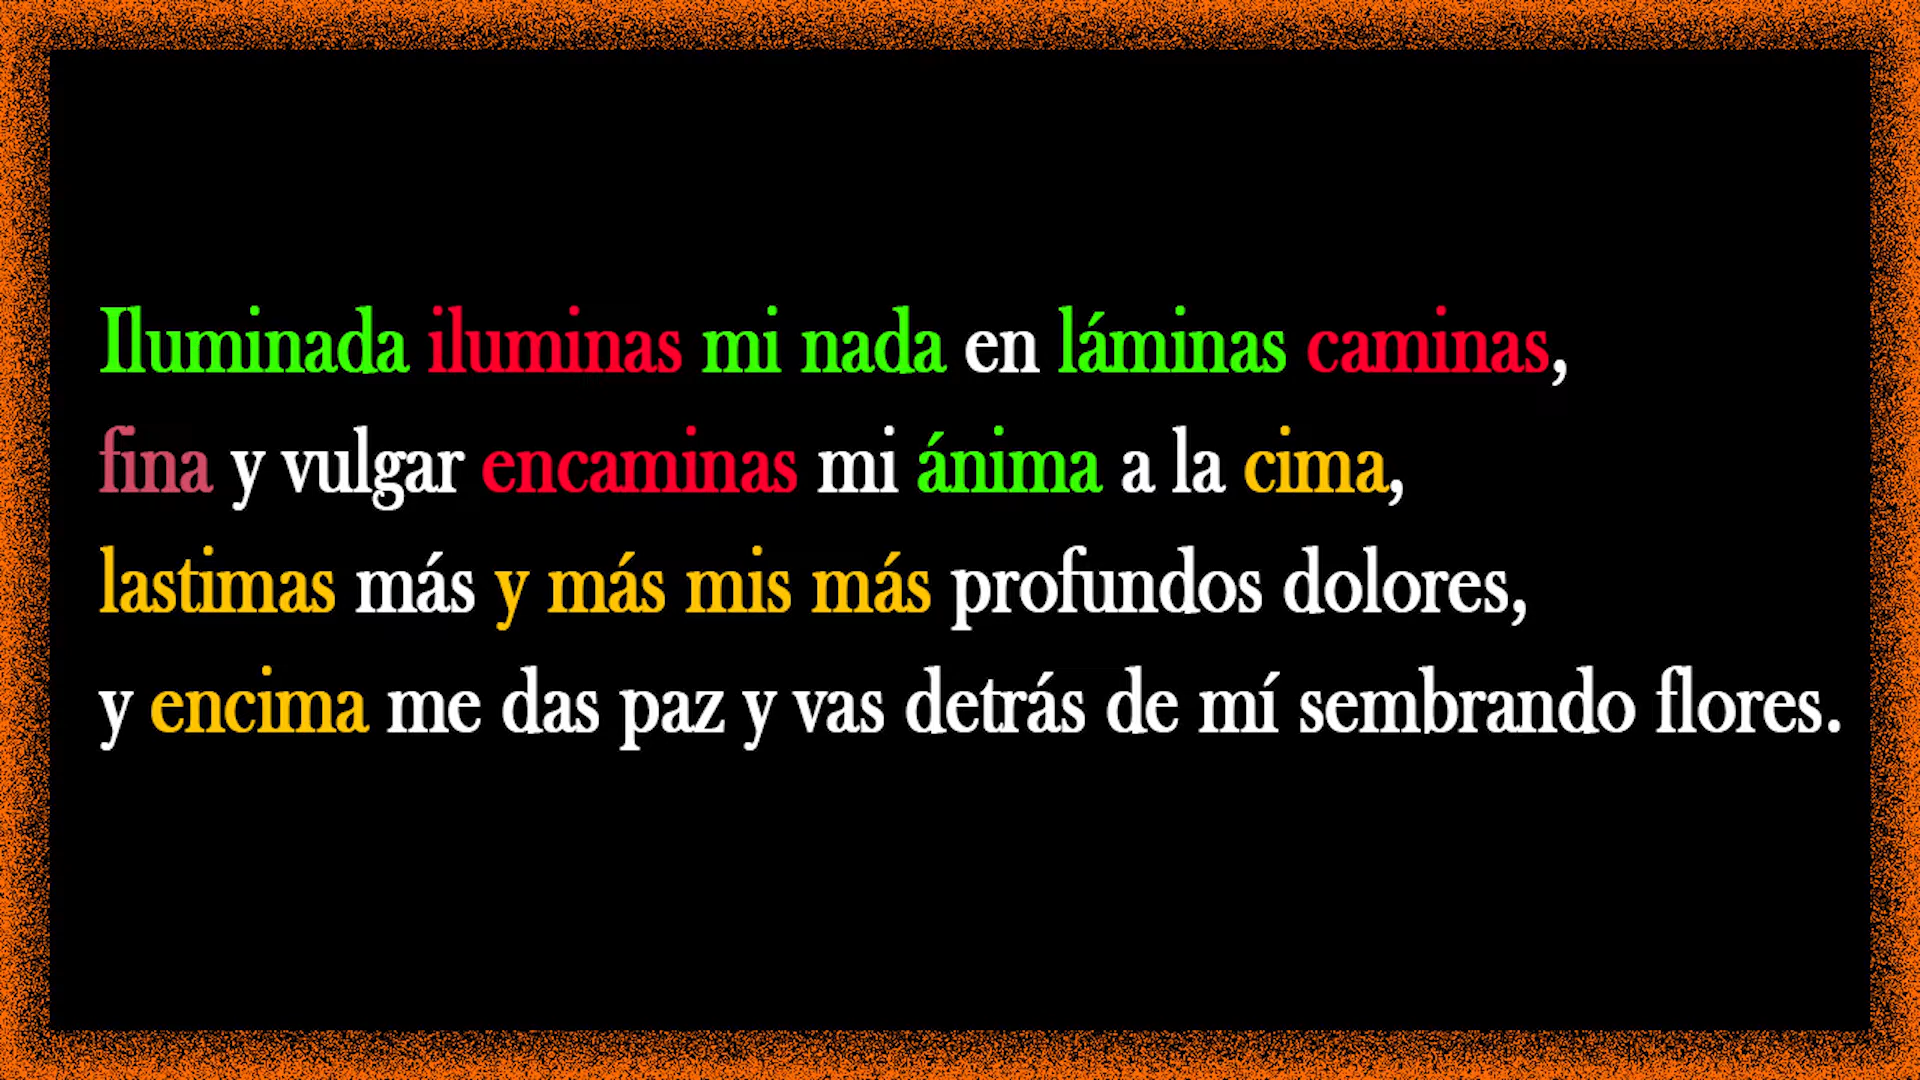 Iluminada iluminas mi nada en láminas caminas,
fina y vulgar encaminas mi ánima a la cima,
lastimas más y más mis más profundos dolores,
y encima me das paz y vas detrás de mí sembrando flores.